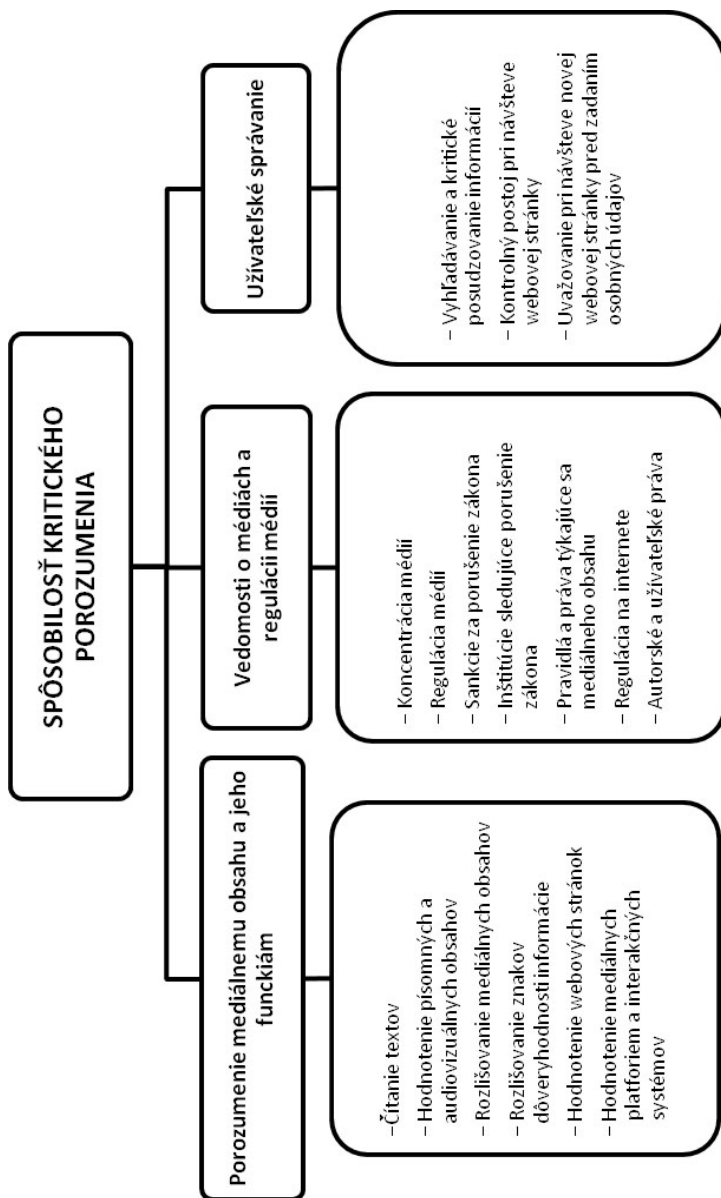 SPÔSOBILOSŤ KRITICKÉHO
POROZUMENIA
Porozumenie mediálnemu obsahu a jeho
funckiám
–Čítanie textov
– Hodnotenie písomných a
audiovizuálnych obsahov
– Rozlišovanie mediálnych obsahov
– Rozlišovanie znakov
dôveryhodnosti informácie
– Hodnotenie webových stránok
– Hodnotenie mediálnych
platforiem a interakčných
systémov
Vedomosti o médiách a
regulácii médií
– Koncentrácia médií
– Regulácia médií
– Sankcie za porušenie zákona
– Inštitúcie sledujúce porušenie
zákona
– Pravidlá a práva týkajúce sa
mediálneho obsahu
– Regulácia na internete
– Autorské a užívateľské práva
Užívateľské správanie
– Vyhľadávanie a kritické
posudzovanie informácií
– Kontrolný postoj pri návšteve
webovej stránky
– Uvažovanie pri návšteve novej
webovej stránky pred zadaním
osobných údajov